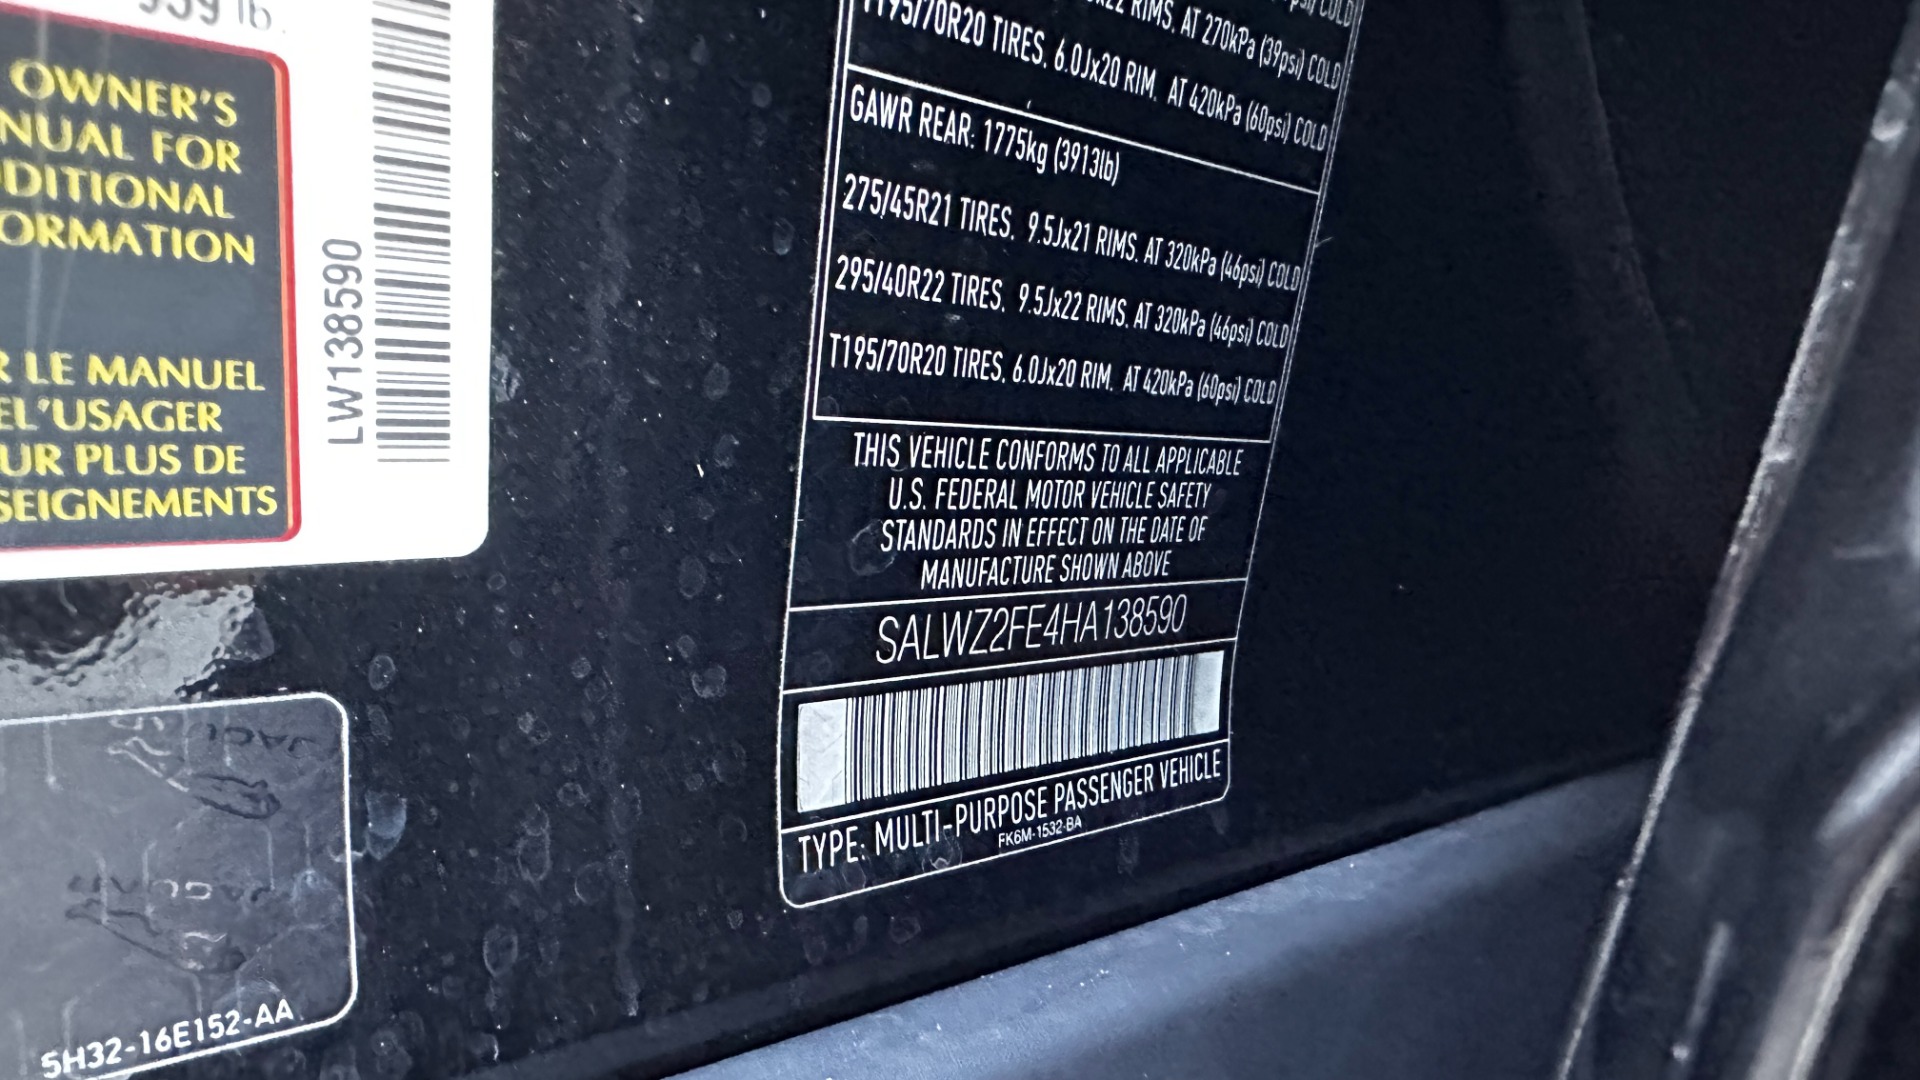 OWNER'S
NUAL FOR
DITIONAL
ORMATION
R LE MANUEL
EL'USAGER
UR PLUS DE
SEIGNEMENTS
LW138590
RIMS, AT 270kPa (39psi) COLD
T195/70R20 TIRES, 6.0Jx20 RIM, AT 420kPa (60psi) COLD
GAWR REAR: 1775kg (3913lb)
275/45R21 TIRES, 9.5Jx21 RIMS, AT 320kPa (46psi) COLD
295/40R22 TIRES, 9.5Jx22 RIMS, AT 320kPa (46psi) COLD
T195/70R20 TIRES, 6.0Jx20 RIM, AT 420kPa (60psi) COLD
THIS VEHICLE CONFORMS TO ALL APPLICABLE
U.S. FEDERAL MOTOR VEHICLE SAFETY
STANDARDS IN EFFECT ON THE DATE OF
MANUFACTURE SHOWN ABOVE
SALWZ2FE4HA138590
TYPE: MULTI-PURPOSE PASSENGER VEHICLE
FK6M-1532-BA
5H32-16E152-AA